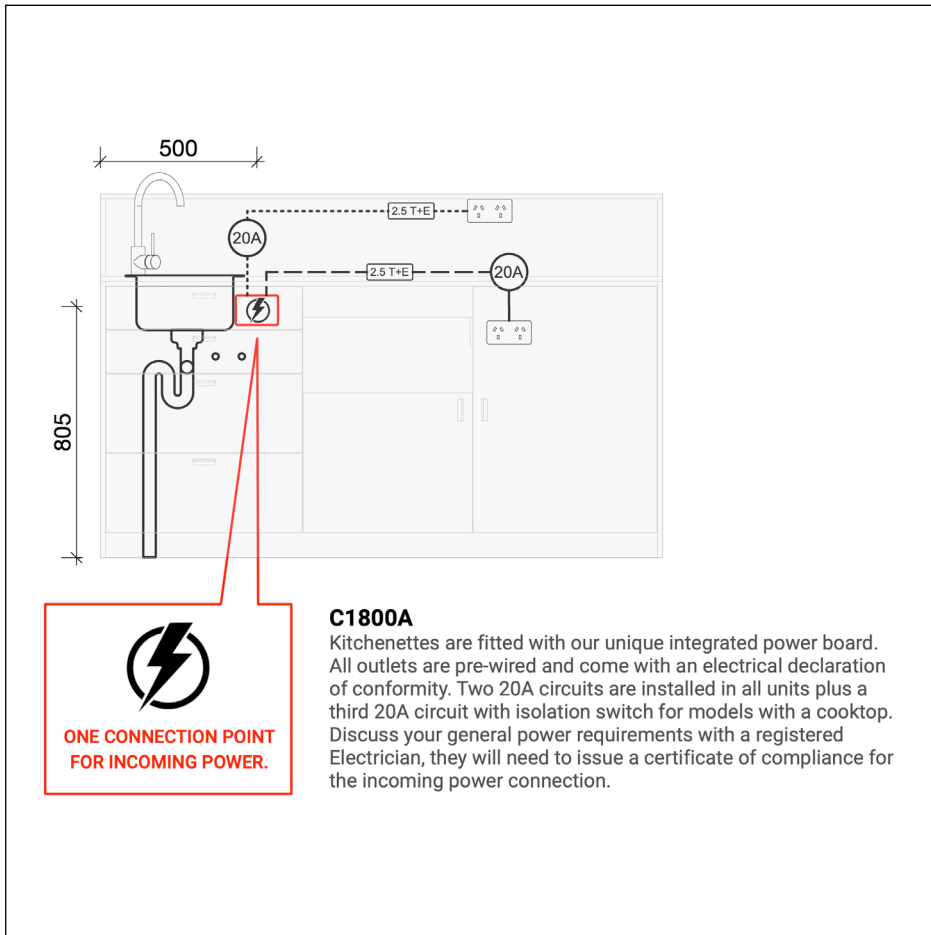 500
2.5 T+E
20A
2.5 T+E
20A
805
ONE CONNECTION POINT
FOR INCOMING POWER.
C1800A
Kitchenettes are fitted with our unique integrated power board.
All outlets are pre-wired and come with an electrical declaration
of conformity. Two 20A circuits are installed in all units plus a
third 20A circuit with isolation switch for models with a cooktop.
Discuss your general power requirements with a registered
Electrician, they will need to issue a certificate of compliance for
the incoming power connection.